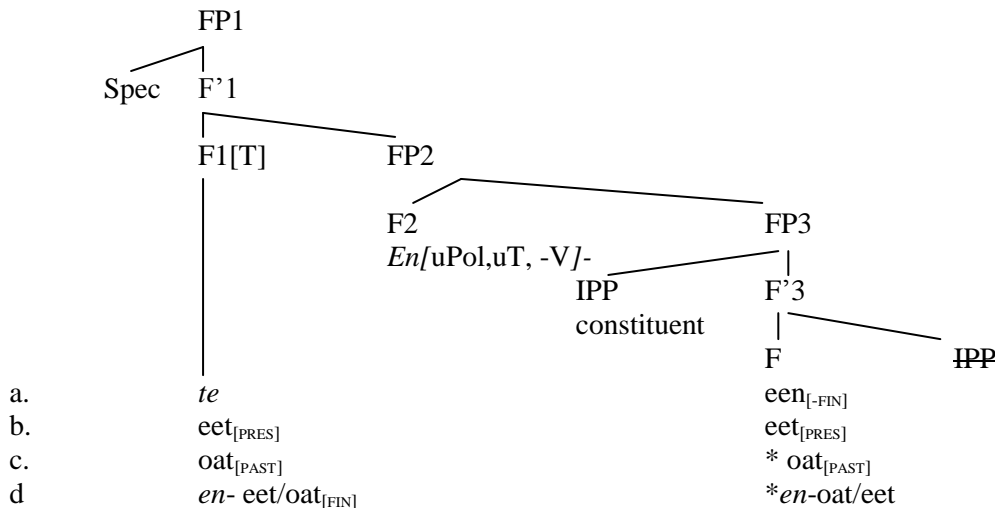 FP1
Spec F’1
F1[T] FP2
F2 FP3
En[uPol,uT, -V]-
IPP F’3
constituent
F IPP
a. te een[-FIN]
b. eet[PRES] eet[PRES]
c. oat[PAST] * oat[PAST]
d en- eet/oat[FIN] *en-oat/eet